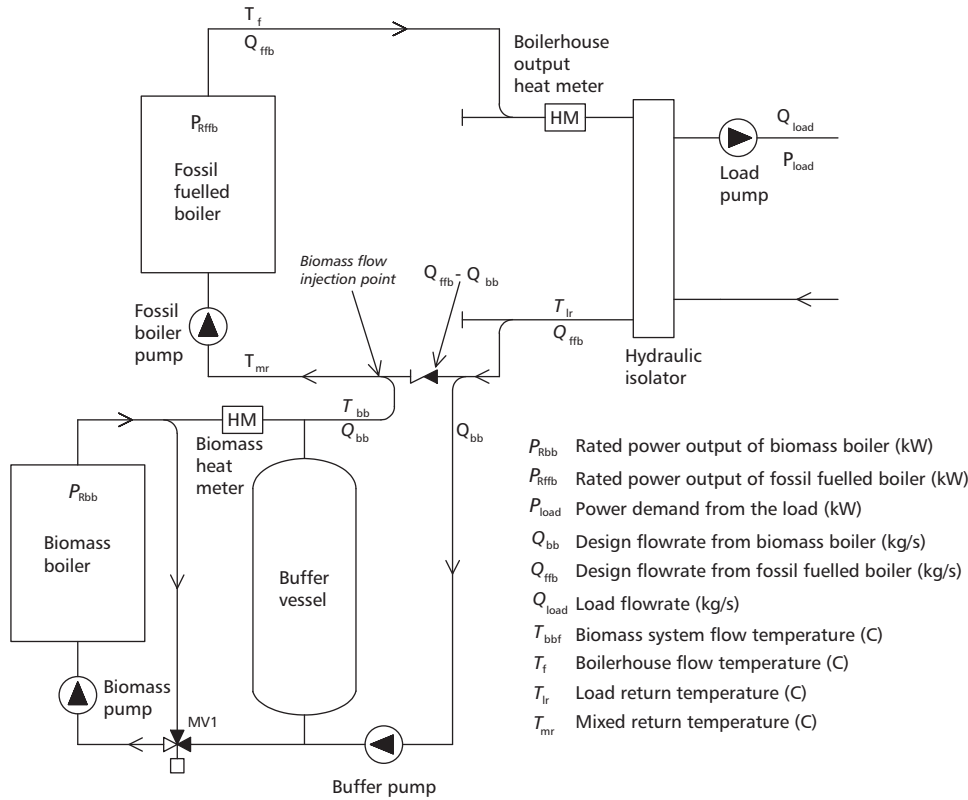 T f
Q ffb
Boilerhouse
output
heat meter
HM
P Rffb
Fossil
fuelled
boiler
Q load
P load
Load
pump
Biomass flow
injection point
Q ffb - Q bb
T lr
Q ffb
Hydraulic
isolator
Fossil
boiler
pump
T mr
HM
T bb
Q bb
Q bb
Biomass
heat
meter
P Rbb
Biomass
boiler
Buffer
vessel
Biomass
pump
MV1
Buffer pump
P Rbb Rated power output of biomass boiler (kW)
P Rffb Rated power output of fossil fuelled boiler (kW)
P load Power demand from the load (kW)
Q bb Design flowrate from biomass boiler (kg/s)
Q ffb Design flowrate from fossil fuelled boiler (kg/s)
Q load Load flowrate (kg/s)
T bbf Biomass system flow temperature (C)
T f Boilerhouse flow temperature (C)
T lr Load return temperature (C)
T mr Mixed return temperature (C)